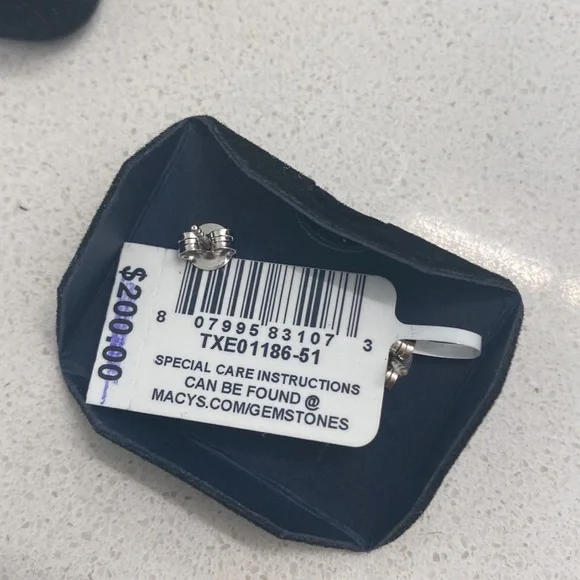 $200.00
8 07995 83107 3
TXE01186-51
SPECIAL CARE INSTRUCTIONS
CAN BE FOUND @
MACYS.COM/GEMSTONES